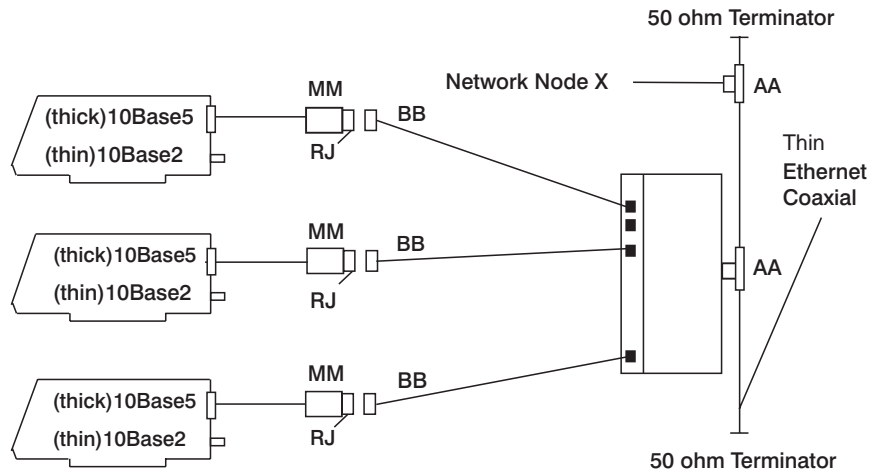 50 ohm Terminator
Network Node X
AA
MM
BB
(thick)10Base5
(thin)10Base2
RJ
Thin
Ethernet
Coaxial
MM
BB
(thick)10Base5
(thin)10Base2
RJ
AA
MM
BB
(thick)10Base5
(thin)10Base2
RJ
50 ohm Terminator